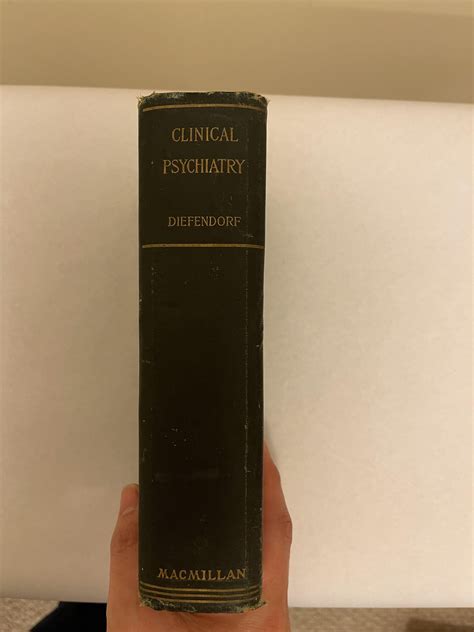 CLINICAL
PSYCHIATRY
DIEFENDORF
MACMILLAN